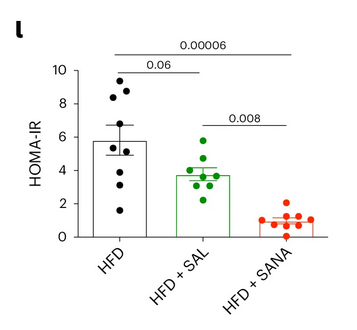 l
0.00006
0.06
0.008
10
8
6
4
2
0
HOMA-IR
HFD
HFD + SAL
HFD + SANA